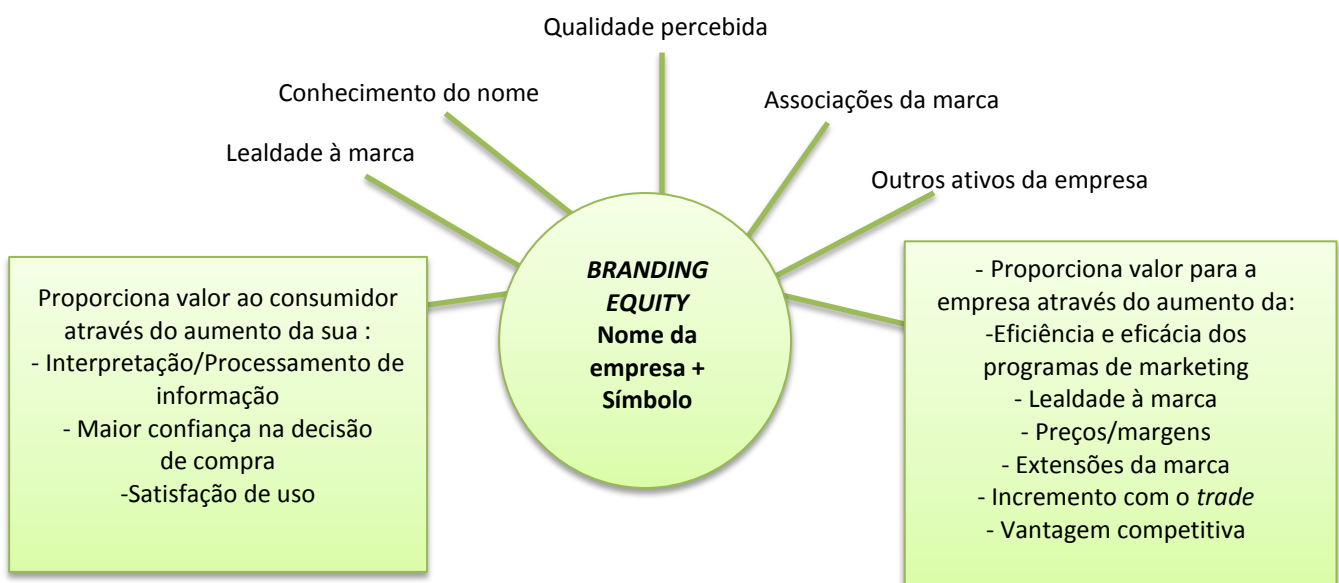 Qualidade percebida
Conhecimento do nome
Associações da marca
Lealdade à marca
Outros ativos da empresa
BRANDING
EQUITY
Nome da
empresa +
Símbolo
Proporciona valor ao consumidor
através do aumento da sua :
- Interpretação/Processamento de
informação
- Maior confiança na decisão
de compra
-Satisfação de uso
- Proporciona valor para a
empresa através do aumento da:
-Eficiência e eficácia dos
programas de marketing
- Lealdade à marca
- Preços/margens
- Extensões da marca
- Incremento com o trade
- Vantagem competitiva